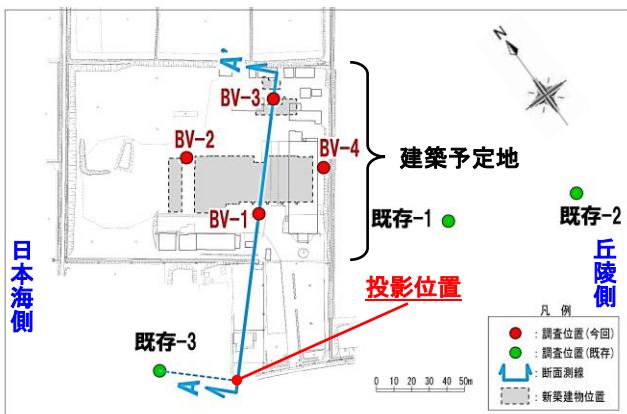 N
A'
BV-3
BV-2
BV-4
建築予定地
BV-1
既存-1
既存-2
日本海側
丘陵側
投影位置
既存-3
A
0 10 20 30 40 50m
凡 例
：調査位置(今回)
：調査位置(既存)
：断面測線
：新築建物位置